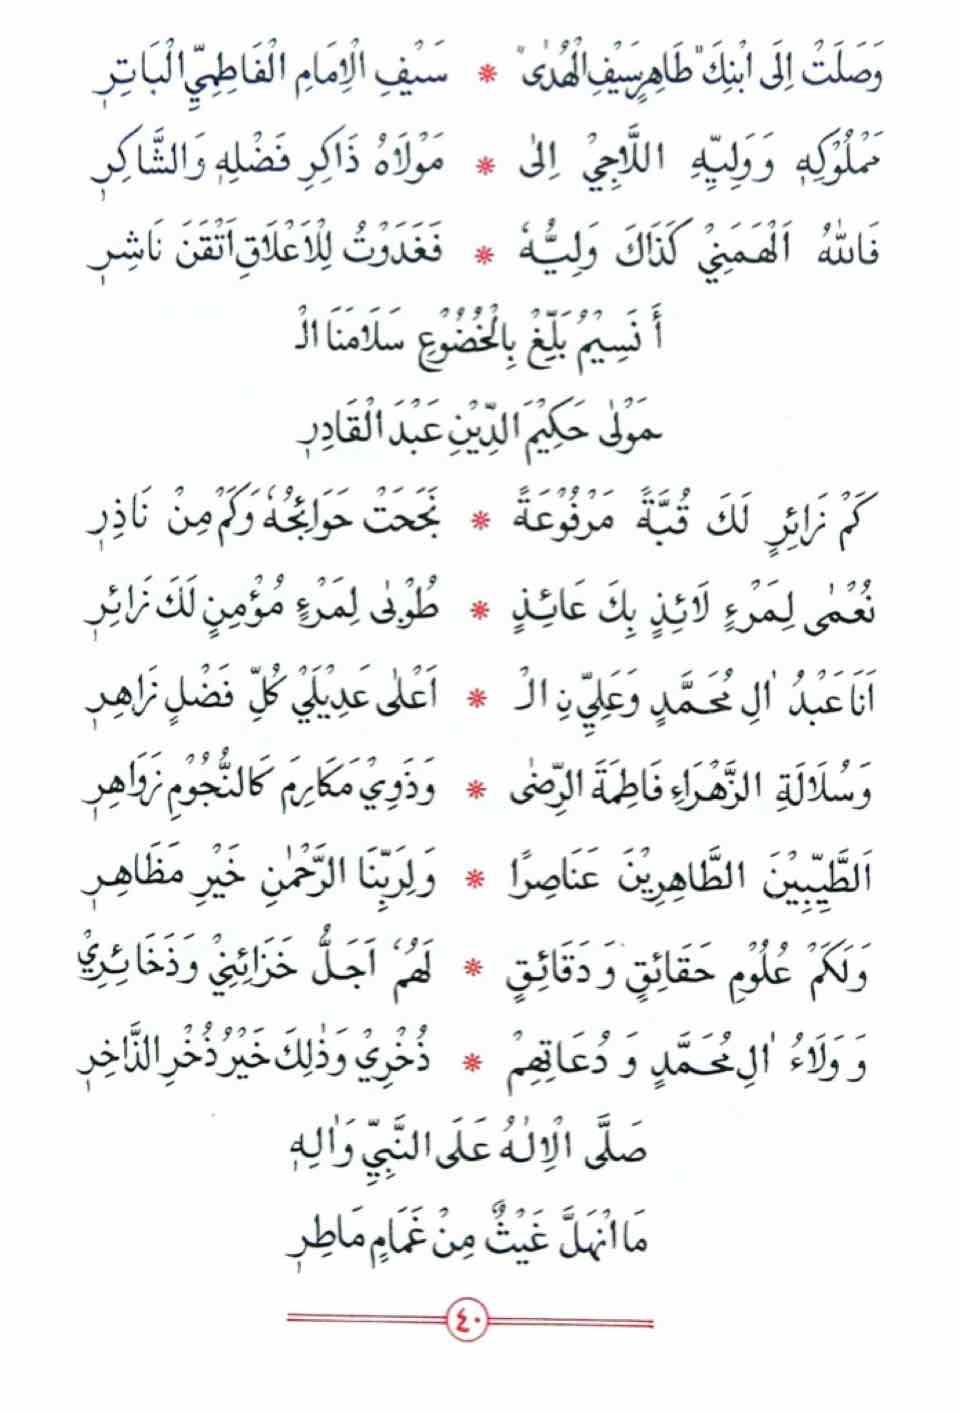 وَصَلَتْ اِلَى ابْنِكَ "طَاهِرٍ سَيْفِ الْهُدٰى" * سَيْفِ الْاِمَامِ الْفَاطِمِيِّ الْبَاتِرِ
مَمْلُوْكِهٖ وَوَلِيِّهِ اللَّاجِيْ اِلٰى * مَوْلَاهُ ذَاكِرِ فَضْلِهٖ وَالشَّاكِرِ
فَاللهُ اَلْهَمَنِيْ كَذَاكَ وَلِيُّهٗ * فَغَدَوْتُ لِلْاَعْلَاقِ اَتْقَنَ نَاشِرِ
أَ نَسِيْمُ بَلِّغْ بِالْخُضُوْعِ سَلَامَنَا الْـ
ـمَوْلٰى حَكِيْمَ الدِّيْنِ عَبْدَ الْقَادِرِ
كَمْ زَائِرٍ لَكَ قُبَّةً مَرْفُوْعَةً * نَجَحَتْ حَوَائِجُهٗ وَكَمْ مِنْ نَاذِرِ
نُعْمٰى لِمَرْءٍ لَائِذٍ بِكَ عَائِذٍ * طُوْبٰى لِمَرْءٍ مُؤْمِنٍ لَكَ زَائِرِ
اَنَا عَبْدُ اٰلِ مُحَمَّدٍ وَعَلِيِّ نِ الْـ * اَعْلٰى عَدِيْلَيْ كُلِّ فَضْلٍ زَاهِرِ
وَسُلَالَةِ الزَّهْرَاءِ فَاطِمَةَ الرِّضٰى * وَذَوِيْ مَكَارِمَ كَالنُّجُوْمِ زَوَاهِرِ
اَلطَّيِّبِيْنَ الطَّاهِرِيْنَ عَنَاصِرًا * وَلِرَبِّنَا الرَّحْمٰنِ خَيْرِ مَظَاهِرِ
وَلَكَمْ عُلُوْمِ حَقَائِقٍ وَدَقَائِقٍ * لَهُمُ اَجَلُّ خَزَائِنِيْ وَذَخَائِرِيْ
وَوَلَاءُ اٰلِ مُحَمَّدٍ وَدُعَاتِهِمْ * ذُخْرِيْ وَذٰلِكَ خَيْرُ ذُخْرِ الذَّاخِرِ
صَلَّى الْاِلٰهُ عَلَى النَّبِيِّ وَاٰلِهٖ
مَا انْهَلَّ غَيْثٌ مِنْ غَمَامٍ مَاطِرِ
٤٠